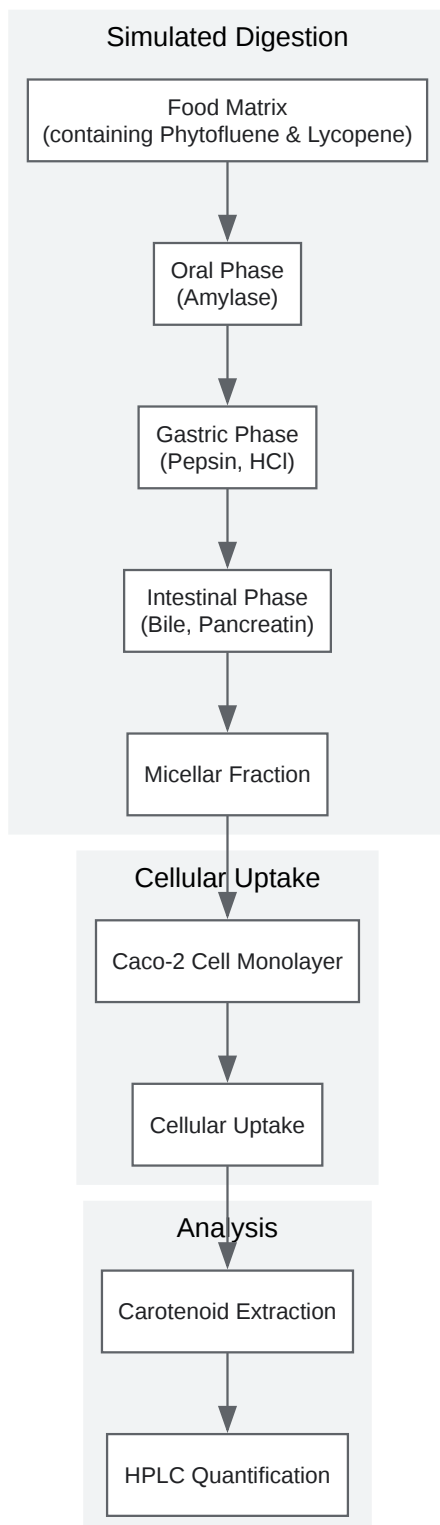 Simulated Digestion
Food Matrix
(containing Phytofluene & Lycopene)
Oral Phase
(Amylase)
Gastric Phase
(Pepsin, HCl)
Intestinal Phase
(Bile, Pancreatin)
Micellar Fraction
Cellular Uptake
Caco-2 Cell Monolayer
Cellular Uptake
Analysis
Carotenoid Extraction
HPLC Quantification